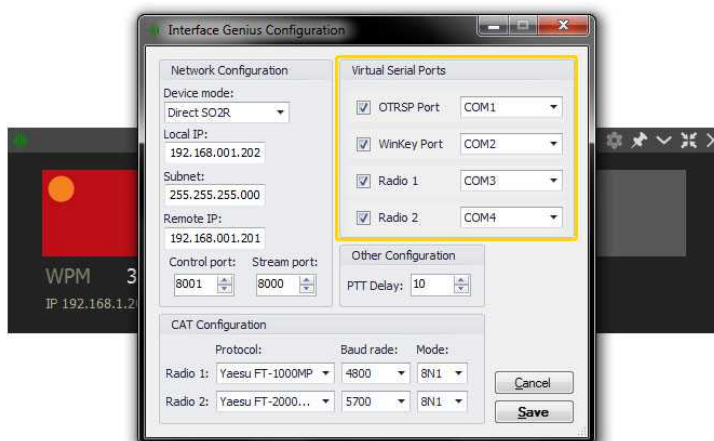 Interface Genius Configuration
Network Configuration
Device mode:
Direct SO2R
Local IP:
192.168.001.202
Subnet:
255.255.255.000
Remote IP:
192.168.001.201
Control port: Stream port:
8001 8000
Virtual Serial Ports
OTRSP Port COM1
WinKey Port COM2
Radio 1 COM3
Radio 2 COM4
Other Configuration
PTT Delay: 10
CAT Configuration
Protocol: Baud rade: Mode:
Radio 1: Yaesu FT-1000MP 4800 8N1
Radio 2: Yaesu FT-2000... 5700 8N1
Cancel
Save
WPM 3
IP 192.168.1.20